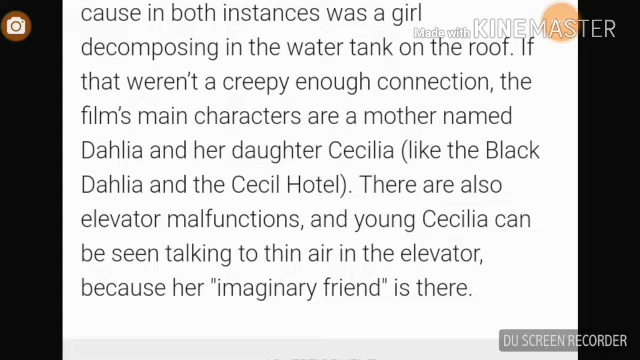 cause in both instances was a girl
Made with KINEMASTER
decomposing in the water tank on the roof. If
that weren't a creepy enough connection, the
film's main characters are a mother named
Dahlia and her daughter Cecilia (like the Black
Dahlia and the Cecil Hotel). There are also
elevator malfunctions, and young Cecilia can
be seen talking to thin air in the elevator,
because her "imaginary friend" is there.
DU SCREEN RECORDER